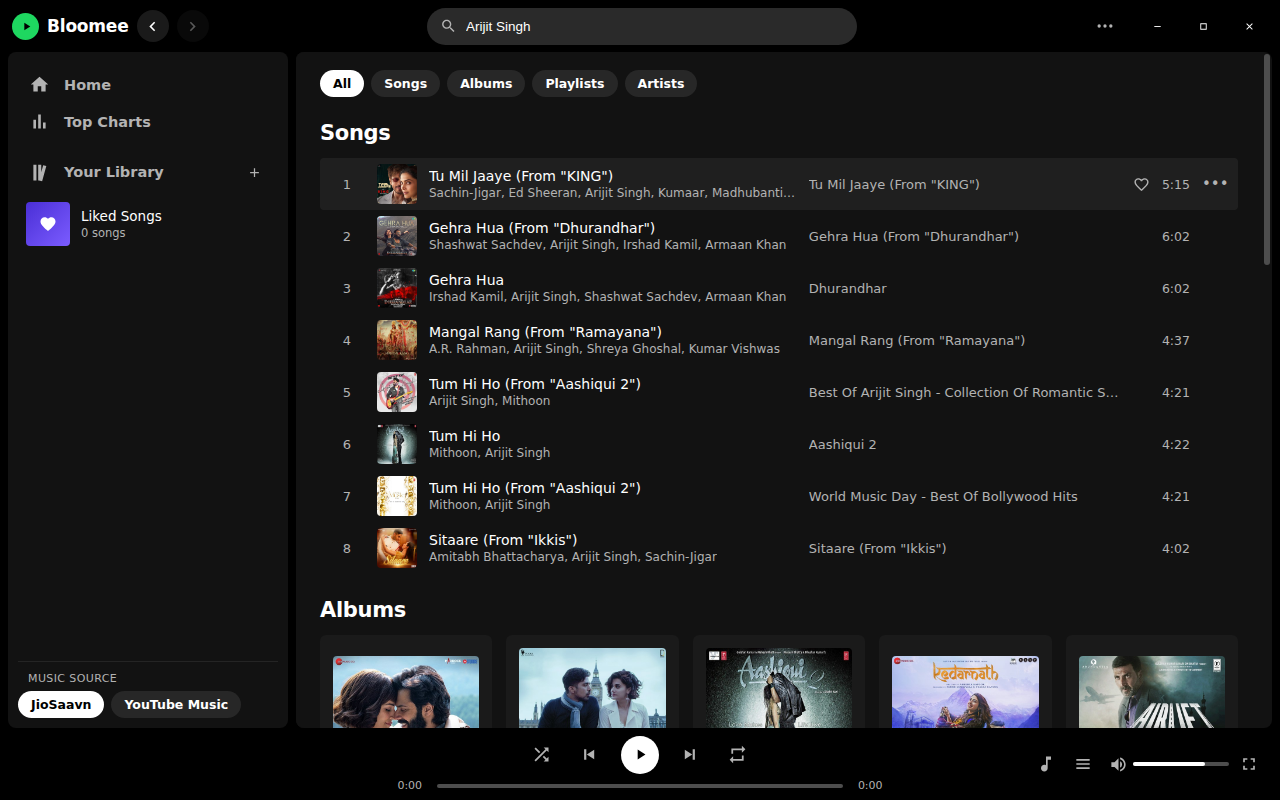 Bloomee
Arijit Singh
Home
Top Charts
Your Library
Liked Songs
0 songs
MUSIC SOURCE
JioSaavn
YouTube Music
All
Songs
Albums
Playlists
Artists
Songs
1
Tu Mil Jaaye (From "KING")
Sachin-Jigar, Ed Sheeran, Arijit Singh, Kumaar, Madhubanti...
Tu Mil Jaaye (From "KING")
5:15
2
Gehra Hua (From "Dhurandhar")
Shashwat Sachdev, Arijit Singh, Irshad Kamil, Armaan Khan
Gehra Hua (From "Dhurandhar")
6:02
3
Gehra Hua
Irshad Kamil, Arijit Singh, Shashwat Sachdev, Armaan Khan
Dhurandhar
6:02
4
Mangal Rang (From "Ramayana")
A.R. Rahman, Arijit Singh, Shreya Ghoshal, Kumar Vishwas
Mangal Rang (From "Ramayana")
4:37
5
Tum Hi Ho (From "Aashiqui 2")
Arijit Singh, Mithoon
Best Of Arijit Singh - Collection Of Romantic S...
4:21
6
Tum Hi Ho
Mithoon, Arijit Singh
Aashiqui 2
4:22
7
Tum Hi Ho (From "Aashiqui 2")
Mithoon, Arijit Singh
World Music Day - Best Of Bollywood Hits
4:21
8
Sitaare (From "Ikkis")
Amitabh Bhattacharya, Arijit Singh, Sachin-Jigar
Sitaare (From "Ikkis")
4:02
Albums
Aashiqui
kedarnath
AIRLIFT
0:00
0:00